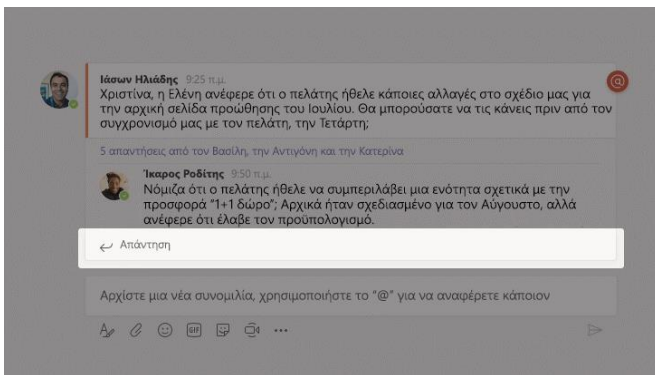 Ιάσων Ηλιάδης 9:25 π.μ.
Χριστίνα, η Ελένη ανέφερε ότι ο πελάτης ήθελε κάποιες αλλαγές στο σχέδιο μας για
την αρχική σελίδα προώθησης του Ιουλίου. Θα μπορούσατε να τις κάνεις πριν από τον
συγχρονισμό μας με τον πελάτη, την Τετάρτη;
5 απαντήσεις από τον Βασίλη, την Αντιγόνη και την Κατερίνα
Ίκαρος Ροδίτης 9:50 π.μ.
Νόμιζα ότι ο πελάτης ήθελε να συμπεριλάβει μια ενότητα σχετικά με την
προσφορά "1+1 δώρο"; Αρχικά ήταν σχεδιασμένο για τον Αύγουστο, αλλά
ανέφερε ότι έλαβε τον προϋπολογισμό.
Απάντηση
Αρχίστε μια νέα συνομιλία, χρησιμοποιήστε το "@" για να αναφέρετε κάποιον
GIF